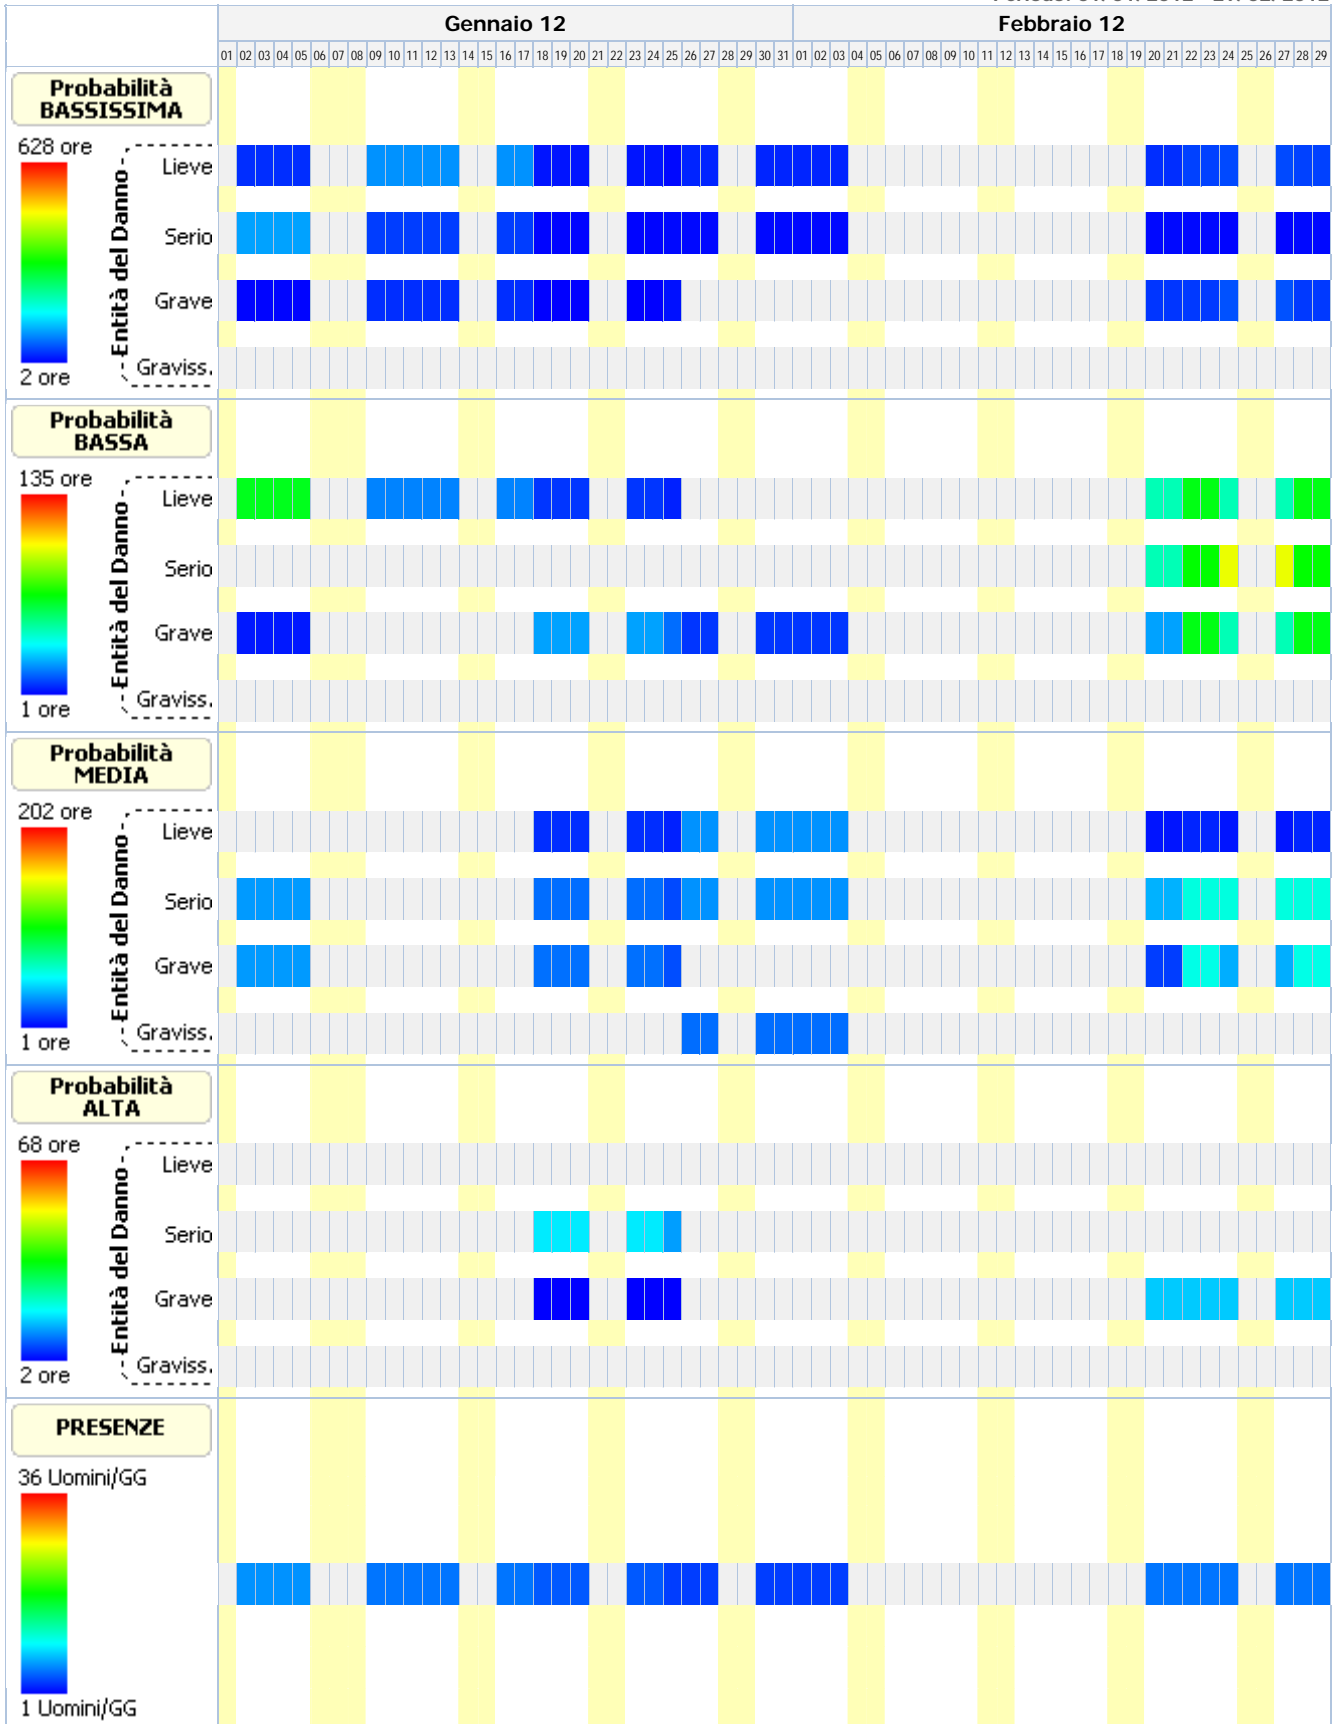 Gennaio 12 Febbraio 12
01 02 03 04 05 06 07 08 09 10 11 12 13 14 15 16 17 18 19 20 21 22 23 24 25 26 27 28 29 30 31 01 02 03 04 05 06 07 08 09 10 11 12 13 14 15 16 17 18 19 20 21 22 23 24 25 26 27 28 29
Probabilità
BASSISSIMA
628 ore
2 ore
Entità del Danno
Lieve
Serio
Grave
Graviss.
Probabilità
BASSA
135 ore
1 ore
Entità del Danno
Lieve
Serio
Grave
Graviss.
Probabilità
MEDIA
202 ore
1 ore
Entità del Danno
Lieve
Serio
Grave
Graviss.
Probabilità
ALTA
68 ore
2 ore
Entità del Danno
Lieve
Serio
Grave
Graviss.
PRESENZE
36 Uomini/GG
1 Uomini/GG